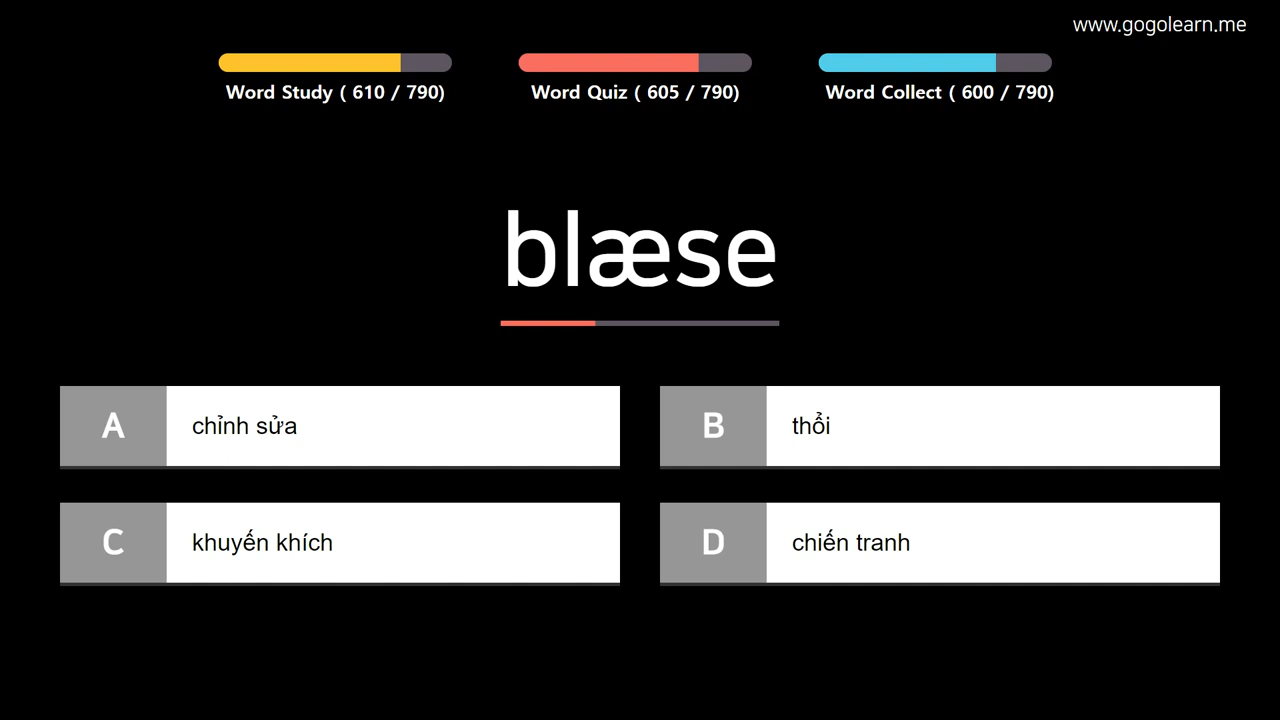 www.gogolearn.me
Word Study ( 610 / 790)
Word Quiz ( 605 / 790)
Word Collect ( 600 / 790)
blæse
A chỉnh sửa
B thổi
C khuyến khích
D chiến tranh